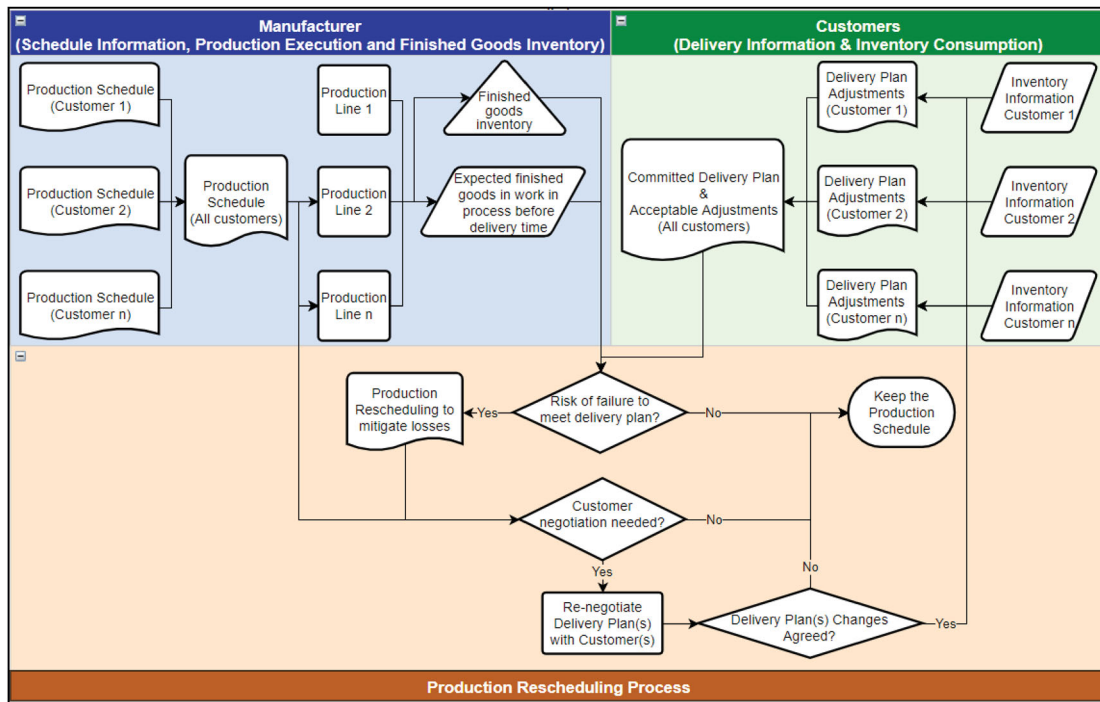 Manufacturer
(Schedule Information, Production Execution and Finished Goods Inventory)
Customers
(Delivery Information & Inventory Consumption)
Production Schedule
(Customer 1)
Production Schedule
(Customer 2)
Production Schedule
(Customer n)
Production
Schedule
(All customers)
Production
Line 1
Production
Line 2
Production
Line n
Finished
goods
inventory
Expected finished
goods in work in
process before
delivery time
Committed Delivery Plan
&
Acceptable Adjustments
(All customers)
Delivery Plan
Adjustments
(Customer 1)
Delivery Plan
Adjustments
(Customer 2)
Delivery Plan
Adjustments
(Customer n)
Inventory
Information
Customer 1
Inventory
Information
Customer 2
Inventory
Information
Customer n
Production
Rescheduling to
mitigate losses
Yes
Risk of failure to
meet delivery plan?
No
Keep the
Production
Schedule
Customer
negotiation needed?
No
Yes
No
Re-negotiate
Delivery Plan(s)
with Customer(s)
Delivery Plan(s) Changes
Agreed?
Yes
Production Rescheduling Process